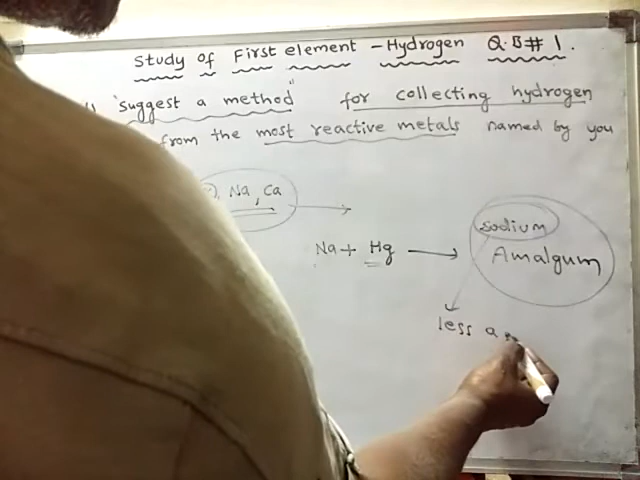 Study of First element - Hydrogen Q.B# 1.
"suggest a method" for collecting hydrogen
from the most reactive metals named by you
Na, Ca
Na + Hg → sodium
Amalgum
less a